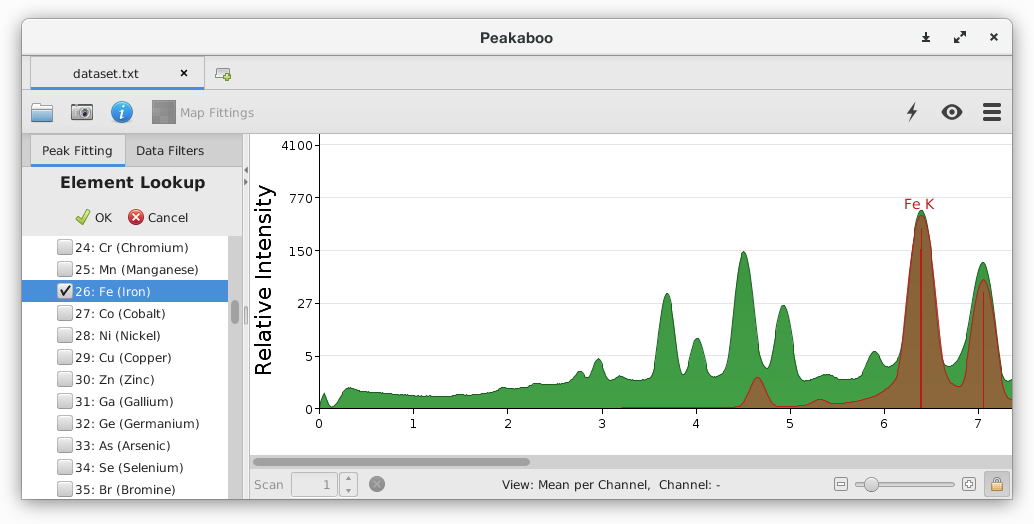 Peakaboo
dataset.txt
Map Fittings
Peak Fitting
Data Filters
Element Lookup
OK
Cancel
24: Cr (Chromium)
25: Mn (Manganese)
26: Fe (Iron)
27: Co (Cobalt)
28: Ni (Nickel)
29: Cu (Copper)
30: Zn (Zinc)
31: Ga (Gallium)
32: Ge (Germanium)
33: As (Arsenic)
34: Se (Selenium)
35: Br (Bromine)
Relative Intensity
4100
770
150
27
5
0
Fe K
0 1 2 3 4 5 6 7
Scan 1
View: Mean per Channel, Channel: -